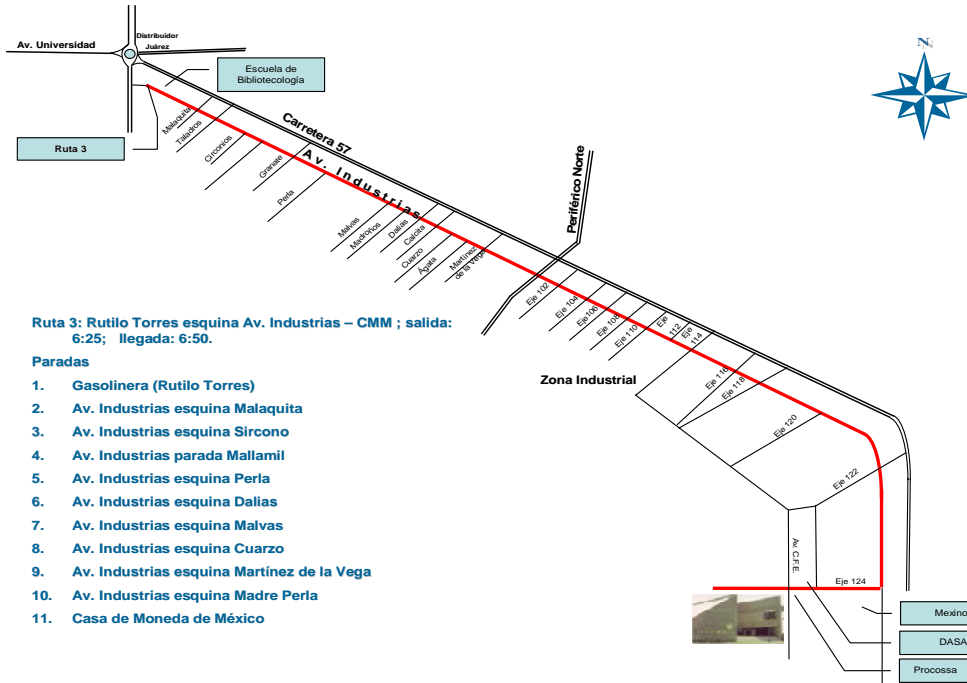 Av. Universidad
Distribuidor
Juárez
N
Escuela de
Bibliotecología
Ruta 3
Malaquita
Taladros
Circonios
Granate
Perla
Carretera 57
Av. Industrias
Malvas
Madroños
Dalias
Calcita
Cuarzo
Ágata
Martínez
de la Vega
Periférico Norte
Eje 102
Eje 104
Eje106
Eje 108
Eje 110
Eje
112
Eje
114
Eje 116
Eje 118
Eje 120
Eje 122
Zona Industrial
Av. C.F.E.
Eje 124
Mexino
DASA
Procossa
Ruta 3: Rutilo Torres esquina Av. Industrias – CMM ; salida:
6:25; llegada: 6:50.
Paradas
1. Gasolinera (Rutilo Torres)
2. Av. Industrias esquina Malaquita
3. Av. Industrias esquina Sircono
4. Av. Industrias parada Mallamil
5. Av. Industrias esquina Perla
6. Av. Industrias esquina Dalias
7. Av. Industrias esquina Malvas
8. Av. Industrias esquina Cuarzo
9. Av. Industrias esquina Martínez de la Vega
10. Av. Industrias esquina Madre Perla
11. Casa de Moneda de México